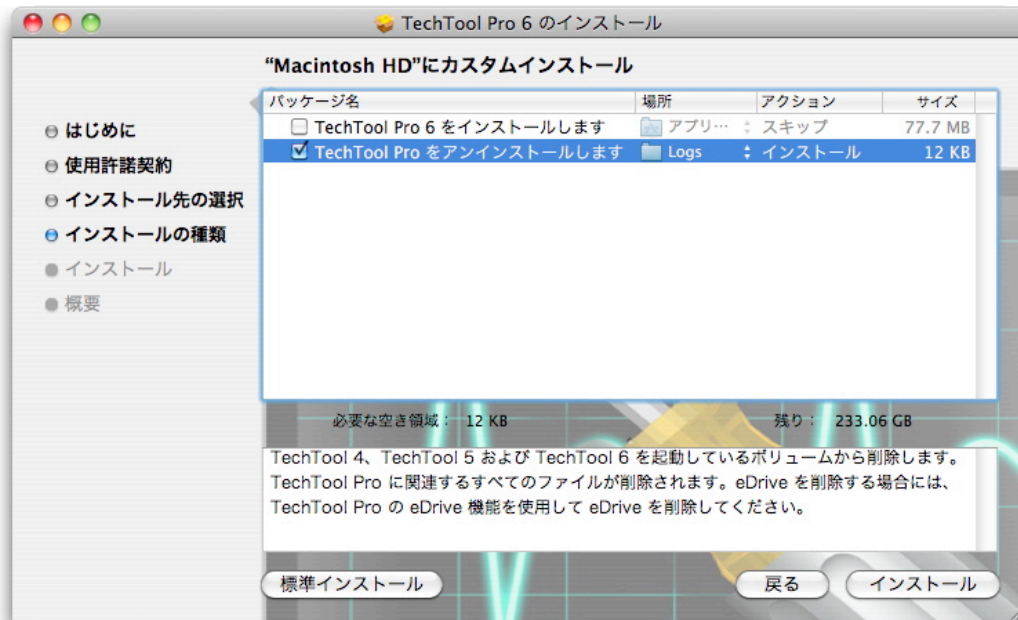 TechTool Pro 6 のインストール
“Macintosh HD”にカスタムインストール
はじめに
使用許諾契約
インストール先の選択
インストールの種類
インストール
概要
パッケージ名 場所 アクション サイズ
TechTool Pro 6 をインストールします アプリ… スキップ 77.7 MB
TechTool Pro をアンインストールします Logs インストール 12 KB
必要な空き領域： 12 KB 残り： 233.06 GB
TechTool 4、TechTool 5 および TechTool 6 を起動しているボリュームから削除します。
TechTool Pro に関連するすべてのファイルが削除されます。eDrive を削除する場合には、
TechTool Pro の eDrive 機能を使用して eDrive を削除してください。
標準インストール 戻る インストール